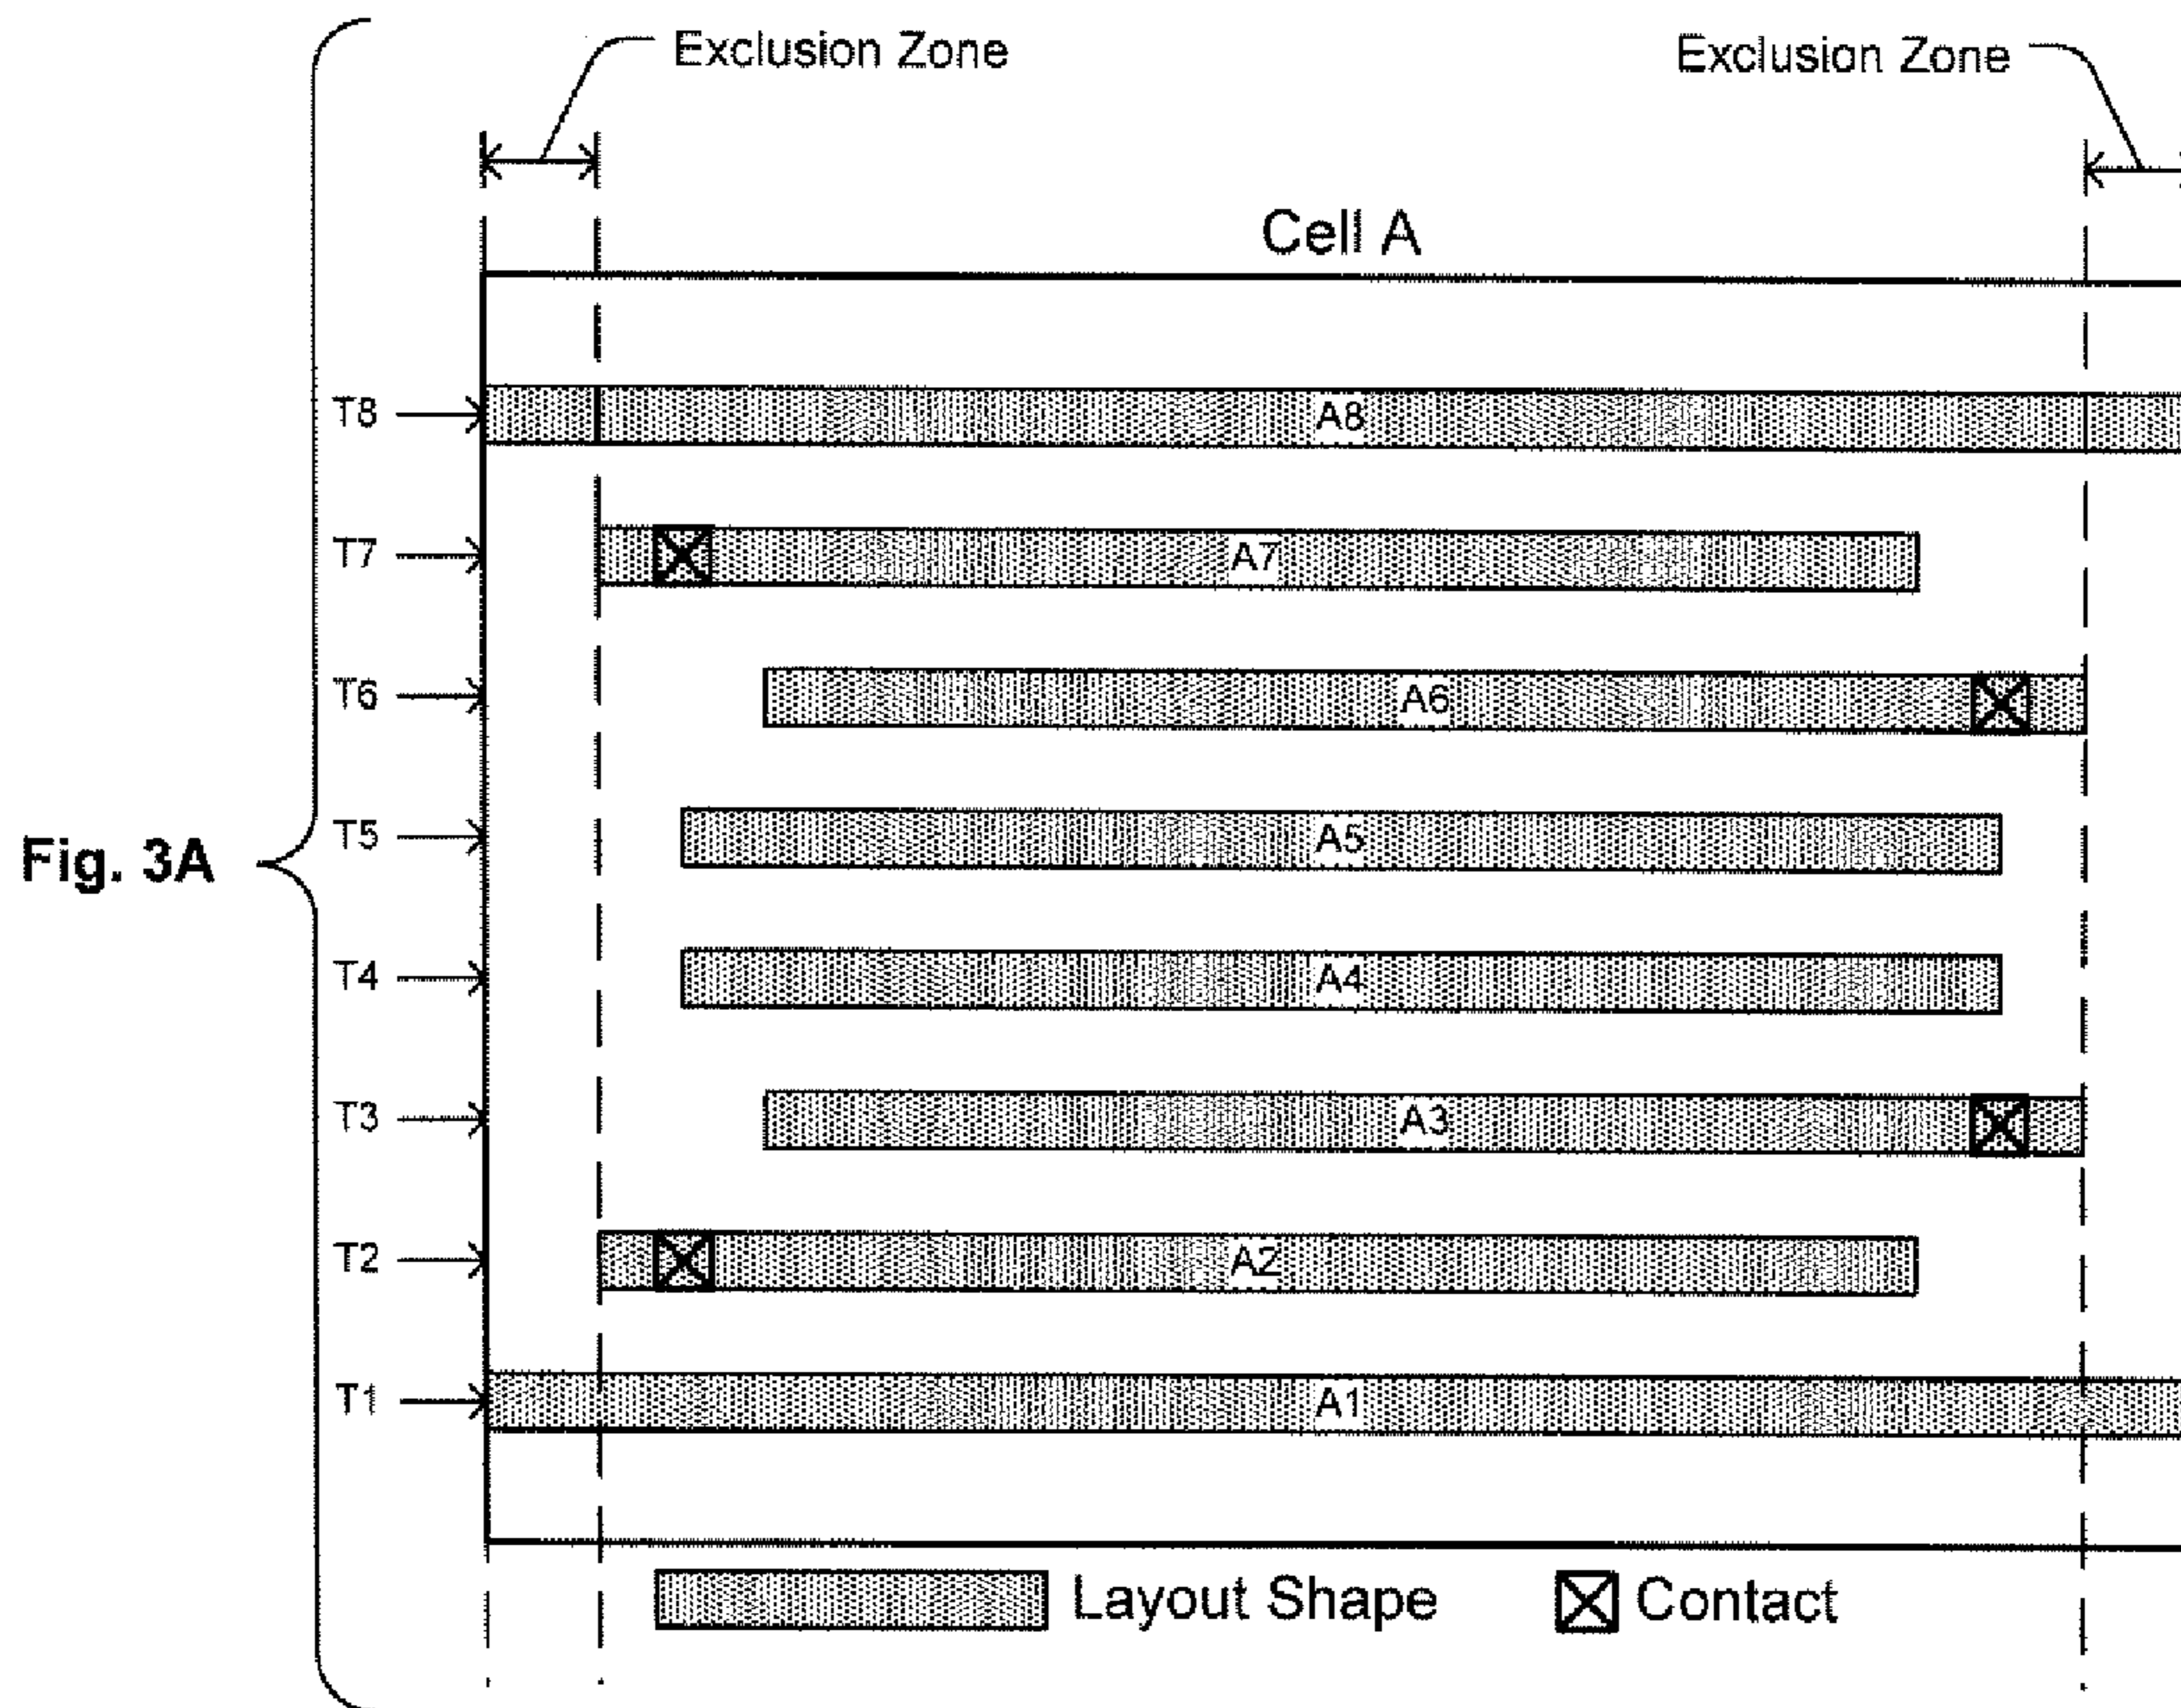 Exclusion Zone
Exclusion Zone
Cell A
T8
A8
T7
A7
T6
A6
T5
A5
Fig. 3A
T4
A4
T3
A3
T2
A2
T1
A1
Layout Shape
Contact